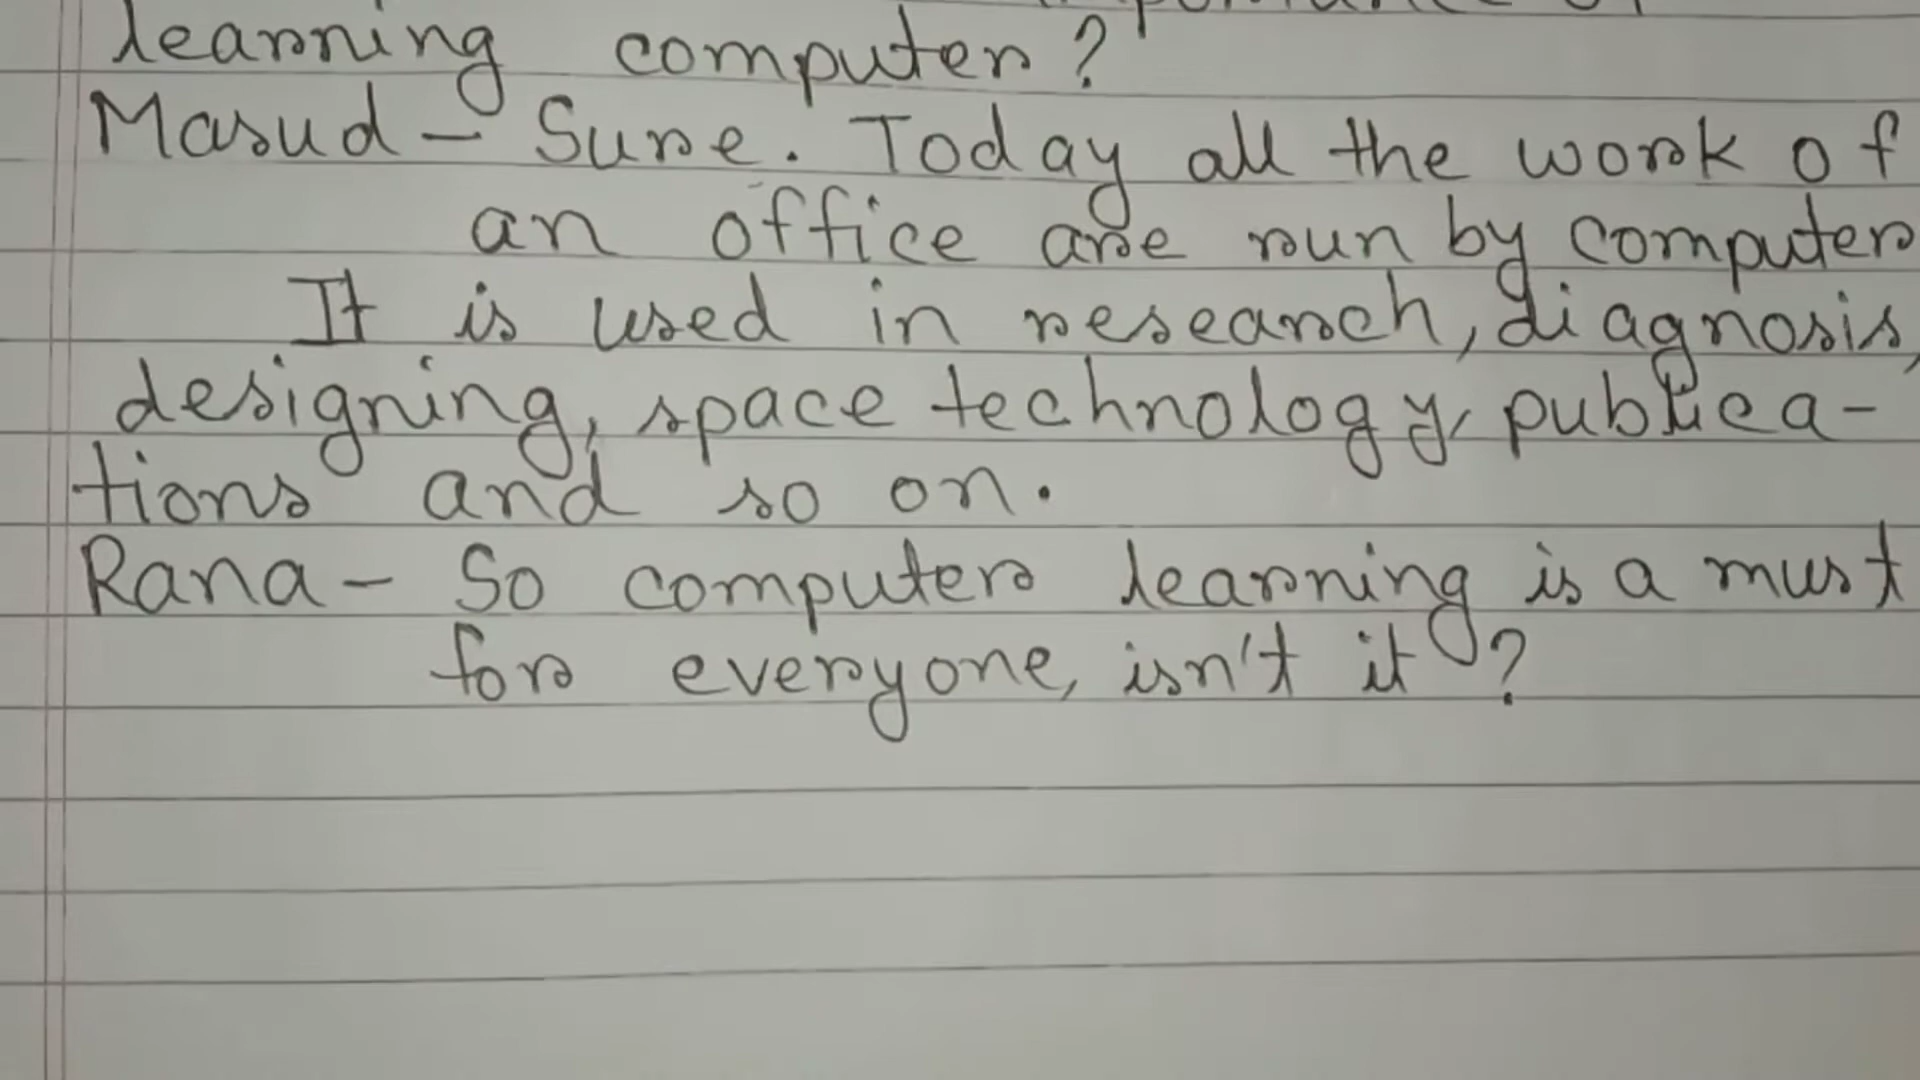 learning computer?
Masud - Sure. Today all the work of
an office are run by computer
It is used in research, diagnosis,
designing, space technology, publica-
tions and so on.
Rana - So computer learning is a must
for everyone, isn't it?